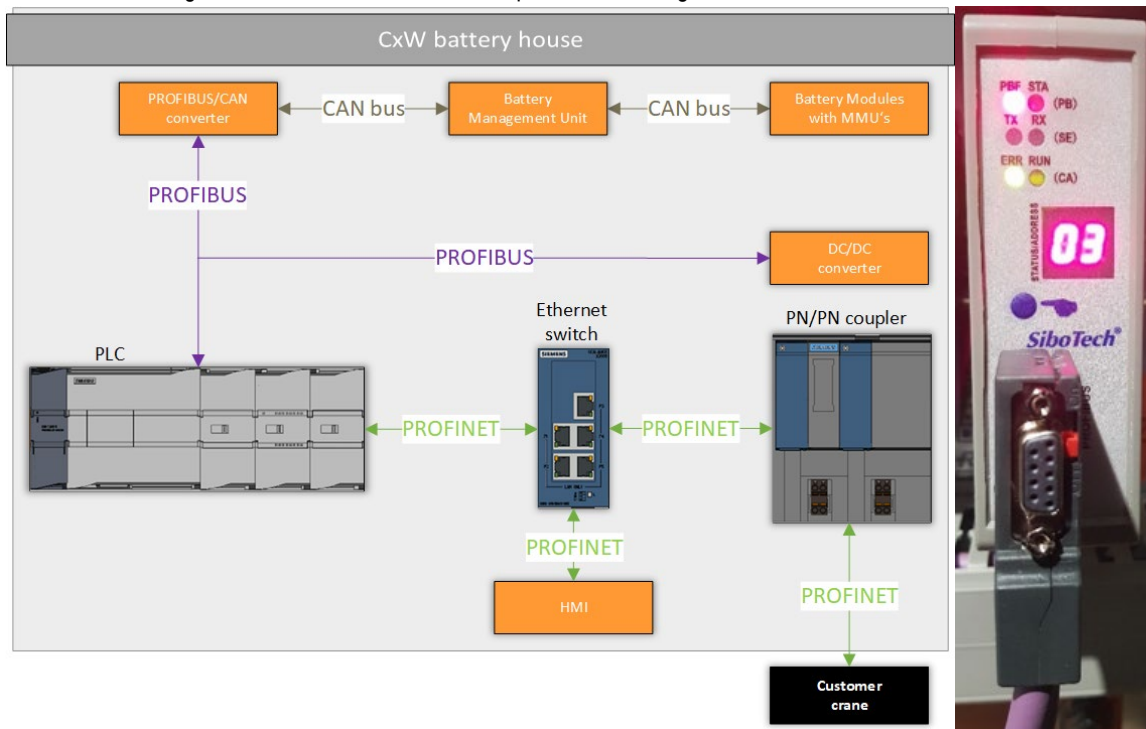 CxW battery house
PROFIBUS/CAN
converter
CAN bus
Battery
Management Unit
CAN bus
Battery Modules
with MMU's
PROFIBUS
PROFIBUS
DC/DC
converter
Ethernet
switch
PN/PN coupler
PLC
SIEMENS
PROFINET
PROFINET
PROFINET
HMI
PROFINET
Customer
crane
PBF STA
(PB)
TX RX
(SE)
ERR RUN
(CA)
STATUS/ADDRESS
03
SiboTech®
PROFIBUS